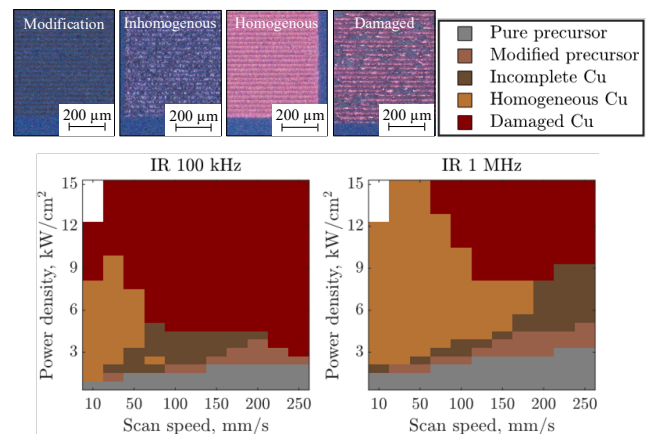 Modification
Inhomogenous
Homogenous
Damaged
200 µm
200 µm
200 µm
200 µm
Pure precursor
Modified precursor
Incomplete Cu
Homogeneous Cu
Damaged Cu
IR 100 kHz
IR 1 MHz
Power density, kW/cm²
15
12
9
6
3
10
50
100
150
200
250
Scan speed, mm/s
Power density, kW/cm²
15
12
9
6
3
10
50
100
150
200
250
Scan speed, mm/s